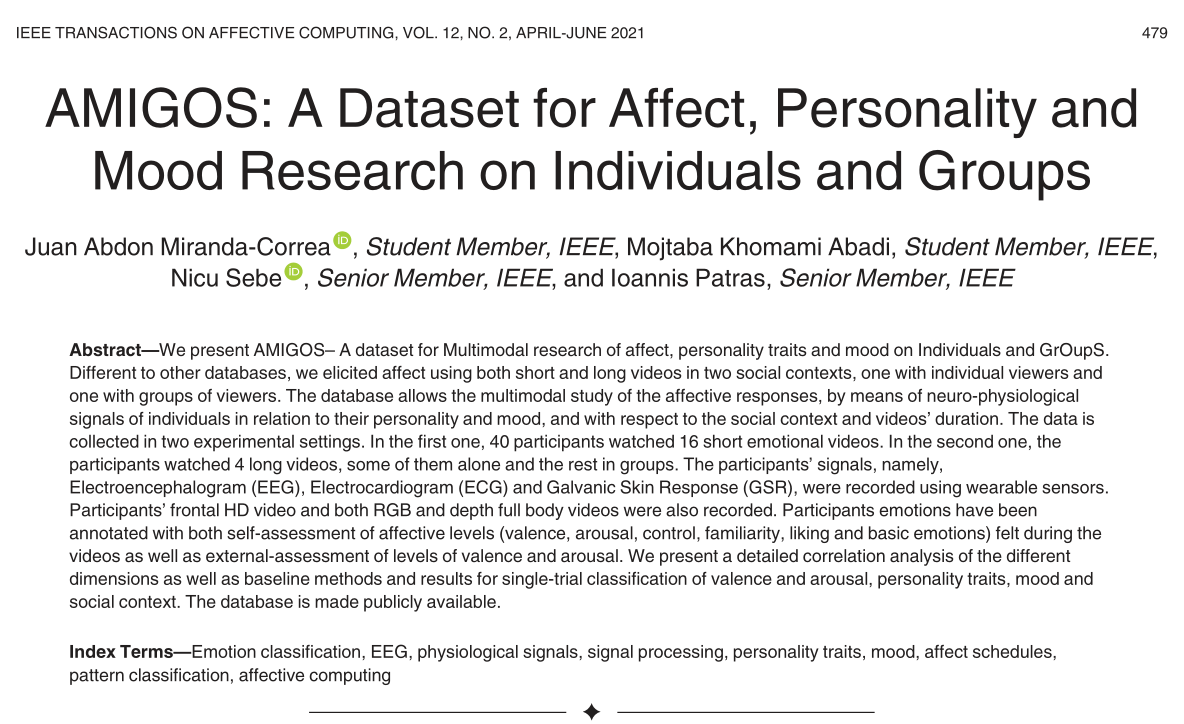 IEEE TRANSACTIONS ON AFFECTIVE COMPUTING, VOL. 12, NO. 2, APRIL-JUNE 2021 479
AMIGOS: A Dataset for Affect, Personality and
Mood Research on Individuals and Groups
Juan Abdon Miranda-Correa iD, Student Member, IEEE, Mojtaba Khomami Abadi, Student Member, IEEE,
Nicu Sebe iD, Senior Member, IEEE, and Ioannis Patras, Senior Member, IEEE
Abstract—We present AMIGOS– A dataset for Multimodal research of affect, personality traits and mood on Individuals and GrOupS.
Different to other databases, we elicited affect using both short and long videos in two social contexts, one with individual viewers and
one with groups of viewers. The database allows the multimodal study of the affective responses, by means of neuro-physiological
signals of individuals in relation to their personality and mood, and with respect to the social context and videos' duration. The data is
collected in two experimental settings. In the first one, 40 participants watched 16 short emotional videos. In the second one, the
participants watched 4 long videos, some of them alone and the rest in groups. The participants' signals, namely,
Electroencephalogram (EEG), Electrocardiogram (ECG) and Galvanic Skin Response (GSR), were recorded using wearable sensors.
Participants' frontal HD video and both RGB and depth full body videos were also recorded. Participants emotions have been
annotated with both self-assessment of affective levels (valence, arousal, control, familiarity, liking and basic emotions) felt during the
videos as well as external-assessment of levels of valence and arousal. We present a detailed correlation analysis of the different
dimensions as well as baseline methods and results for single-trial classification of valence and arousal, personality traits, mood and
social context. The database is made publicly available.
Index Terms—Emotion classification, EEG, physiological signals, signal processing, personality traits, mood, affect schedules,
pattern classification, affective computing